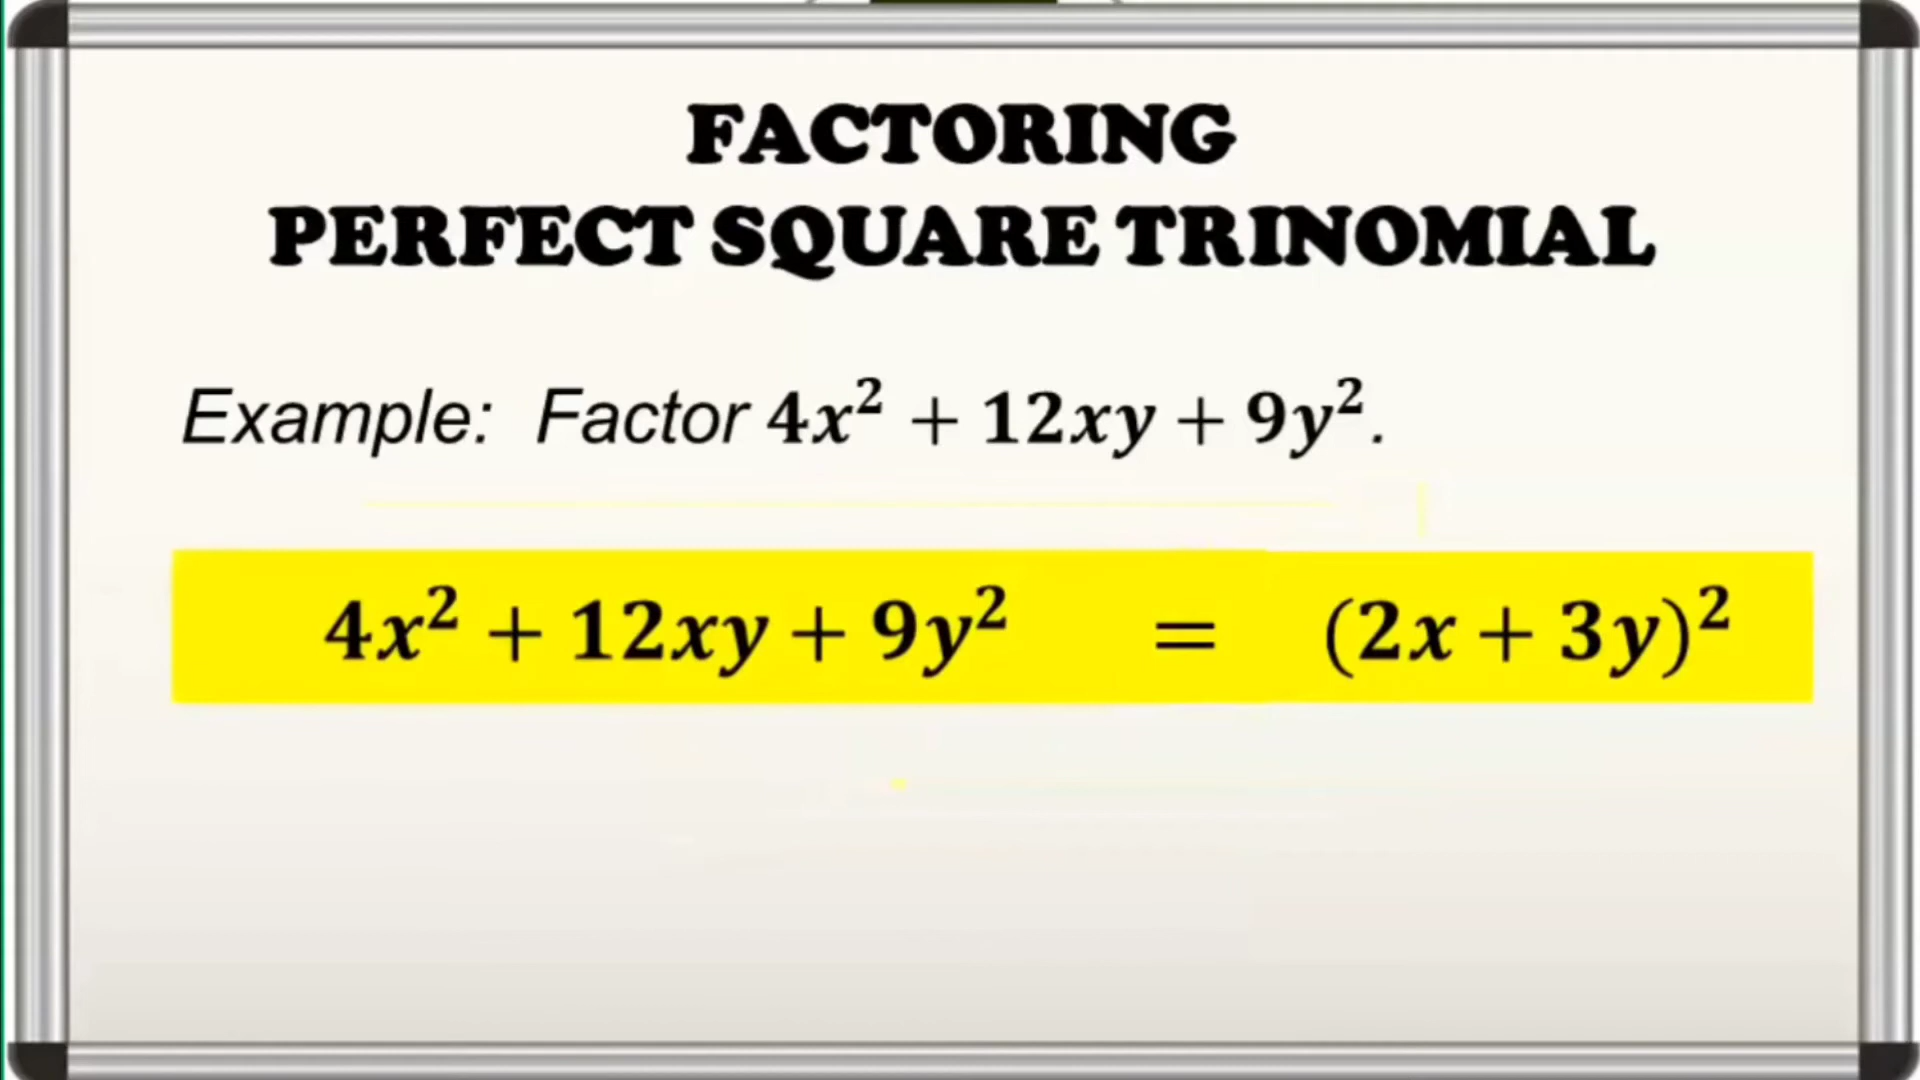 FACTORING
PERFECT SQUARE TRINOMIAL
Example: Factor 4x² + 12xy + 9y².
4x² + 12xy + 9y² = (2x + 3y)²